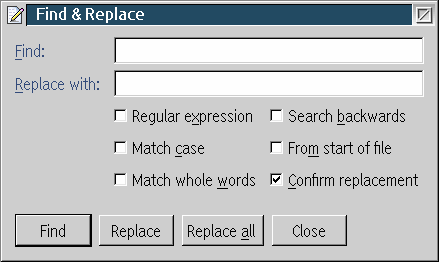 Find & Replace
Find:
Replace with:
Regular expression Search backwards
Match case From start of file
Match whole words Confirm replacement
Find Replace Replace all Close